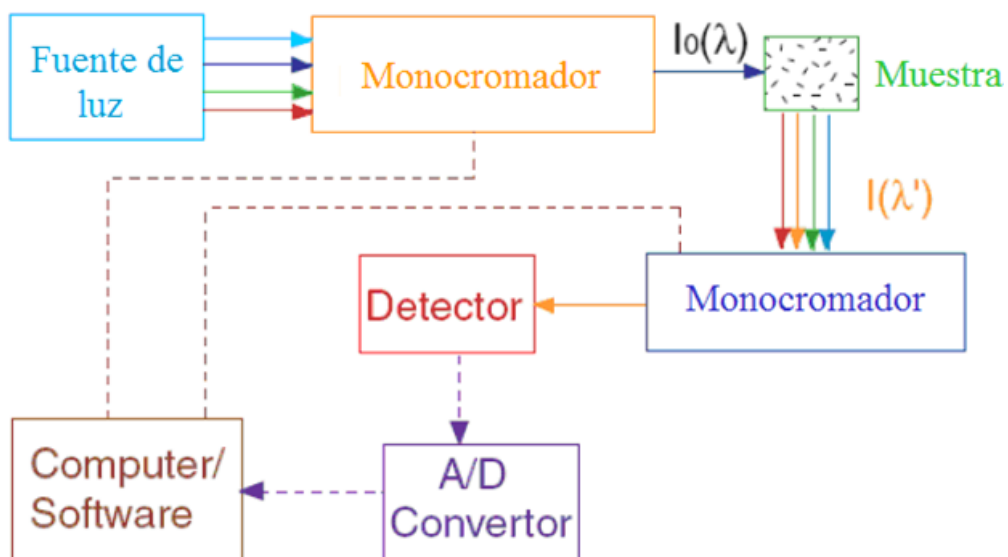 Fuente de
luz
Monocromador
I0(λ)
Muestra
I(λ')
Monocromador
Detector
A/D
Convertor
Computer/
Software